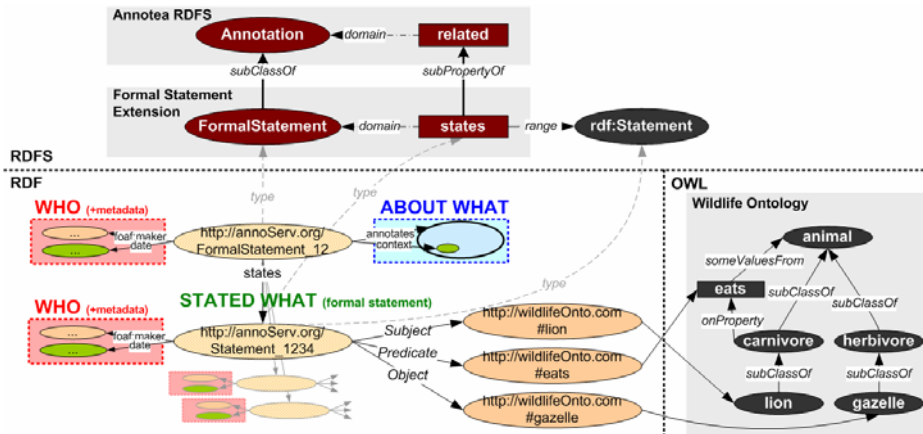 Annotea RDFS
Annotation
domain
related
subClassOf
subPropertyOf
Formal Statement
Extension
FormalStatement
domain
states
range
rdf:Statement
RDFS
RDF
type
type
type
WHO (+metadata)
...
...
foaf maker
date
http://annoServ.org/
FormalStatement_12
ABOUT WHAT
annotates
context
states
STATED WHAT (formal statement)
WHO (+metadata)
...
...
foaf maker
date
http://annoServ.org/
Statement_1234
Subject
Predicate
Object
http://wildlifeOnto.com
#lion
http://wildlifeOnto.com
#eats
http://wildlifeOnto.com
#gazelle
OWL
Wildlife Ontology
animal
someValuesFrom
eats
subClassOf
subClassOf
onProperty
carnivore
herbivore
subClassOf
subClassOf
lion
gazelle